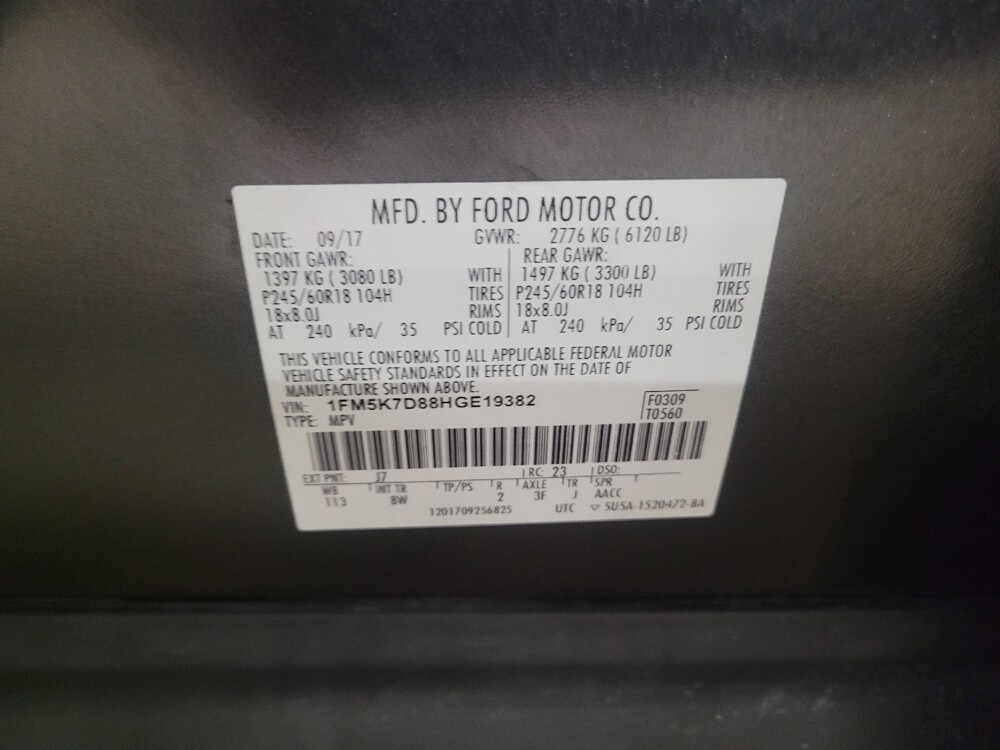 MFD. BY FORD MOTOR CO.
DATE: 09/17 GVWR: 2776 KG ( 6120 LB)
FRONT GAWR: REAR GAWR:
1397 KG ( 3080 LB) WITH 1497 KG ( 3300 LB) WITH
P245/60R18 104H TIRES P245/60R18 104H TIRES
18x8.0J RIMS 18x8.0J RIMS
AT 240 kPa/ 35 PSI COLD AT 240 kPa/ 35 PSI COLD
THIS VEHICLE CONFORMS TO ALL APPLICABLE FEDERAL MOTOR
VEHICLE SAFETY STANDARDS IN EFFECT ON THE DATE OF
MANUFACTURE SHOWN ABOVE.
VIN: 1FM5K7D88HGE19382 F0309
TYPE: MPV T0560
EXT PNT: J7 RC: 23 DSO:
WB INT TR TP/PS R AXLE TR SPR
113 BW 2 3F J AACC
1201709256825 UTC ▽ 5U5A-1520472-8A